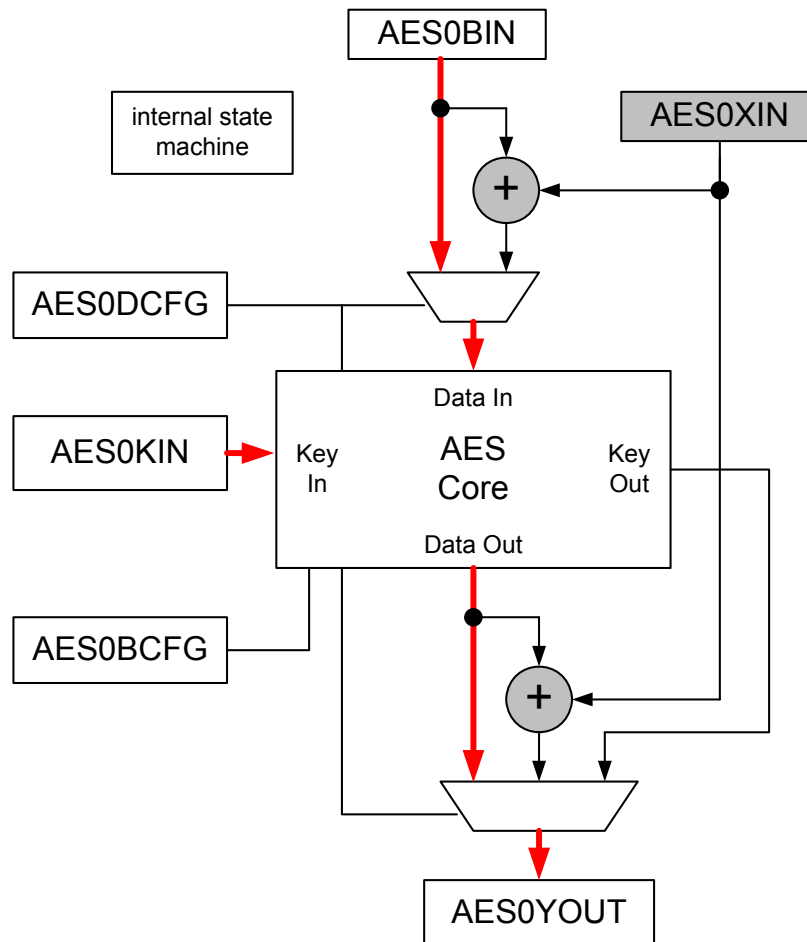 AES0BIN
internal state
machine
AES0XIN
+
AES0DCFG
Data In
AES0KIN
Key
In
AES
Core
Key
Out
Data Out
AES0BCFG
+
AES0YOUT